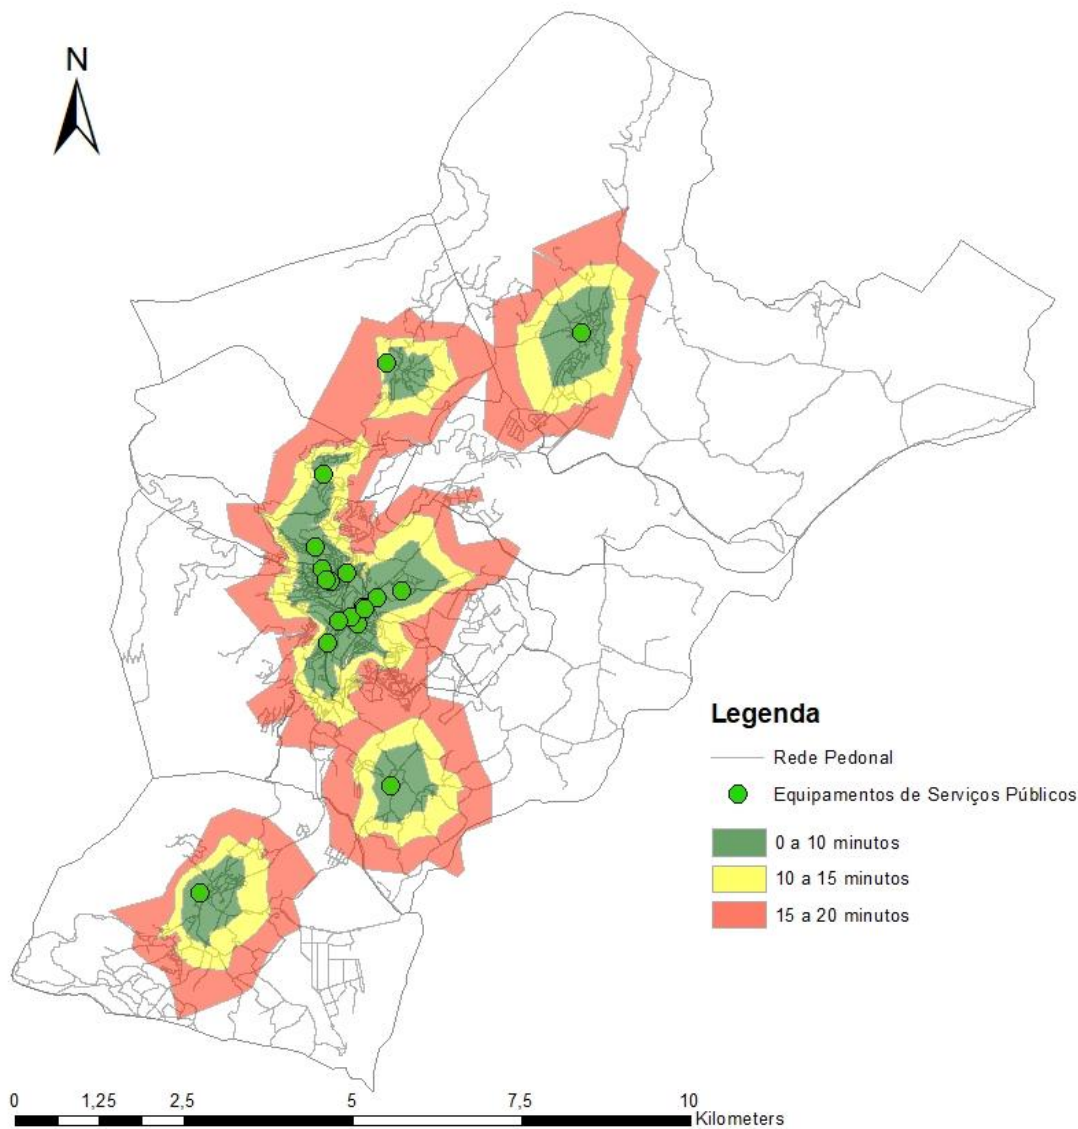 N
Legenda
Rede Pedonal
Equipamentos de Serviços Públicos
0 a 10 minutos
10 a 15 minutos
15 a 20 minutos
0 1,25 2,5 5 7,5 10
Kilometers